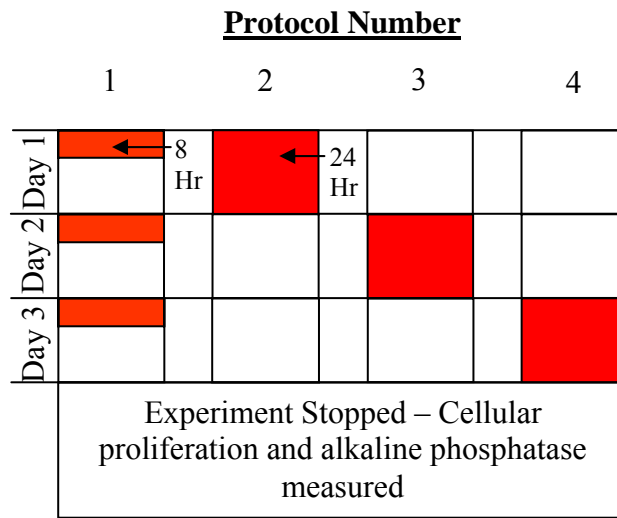 Protocol Number
1 2 3 4
Day 1
8
Hr
24
Hr
Day 2
Day 3
Experiment Stopped – Cellular
proliferation and alkaline phosphatase
measured